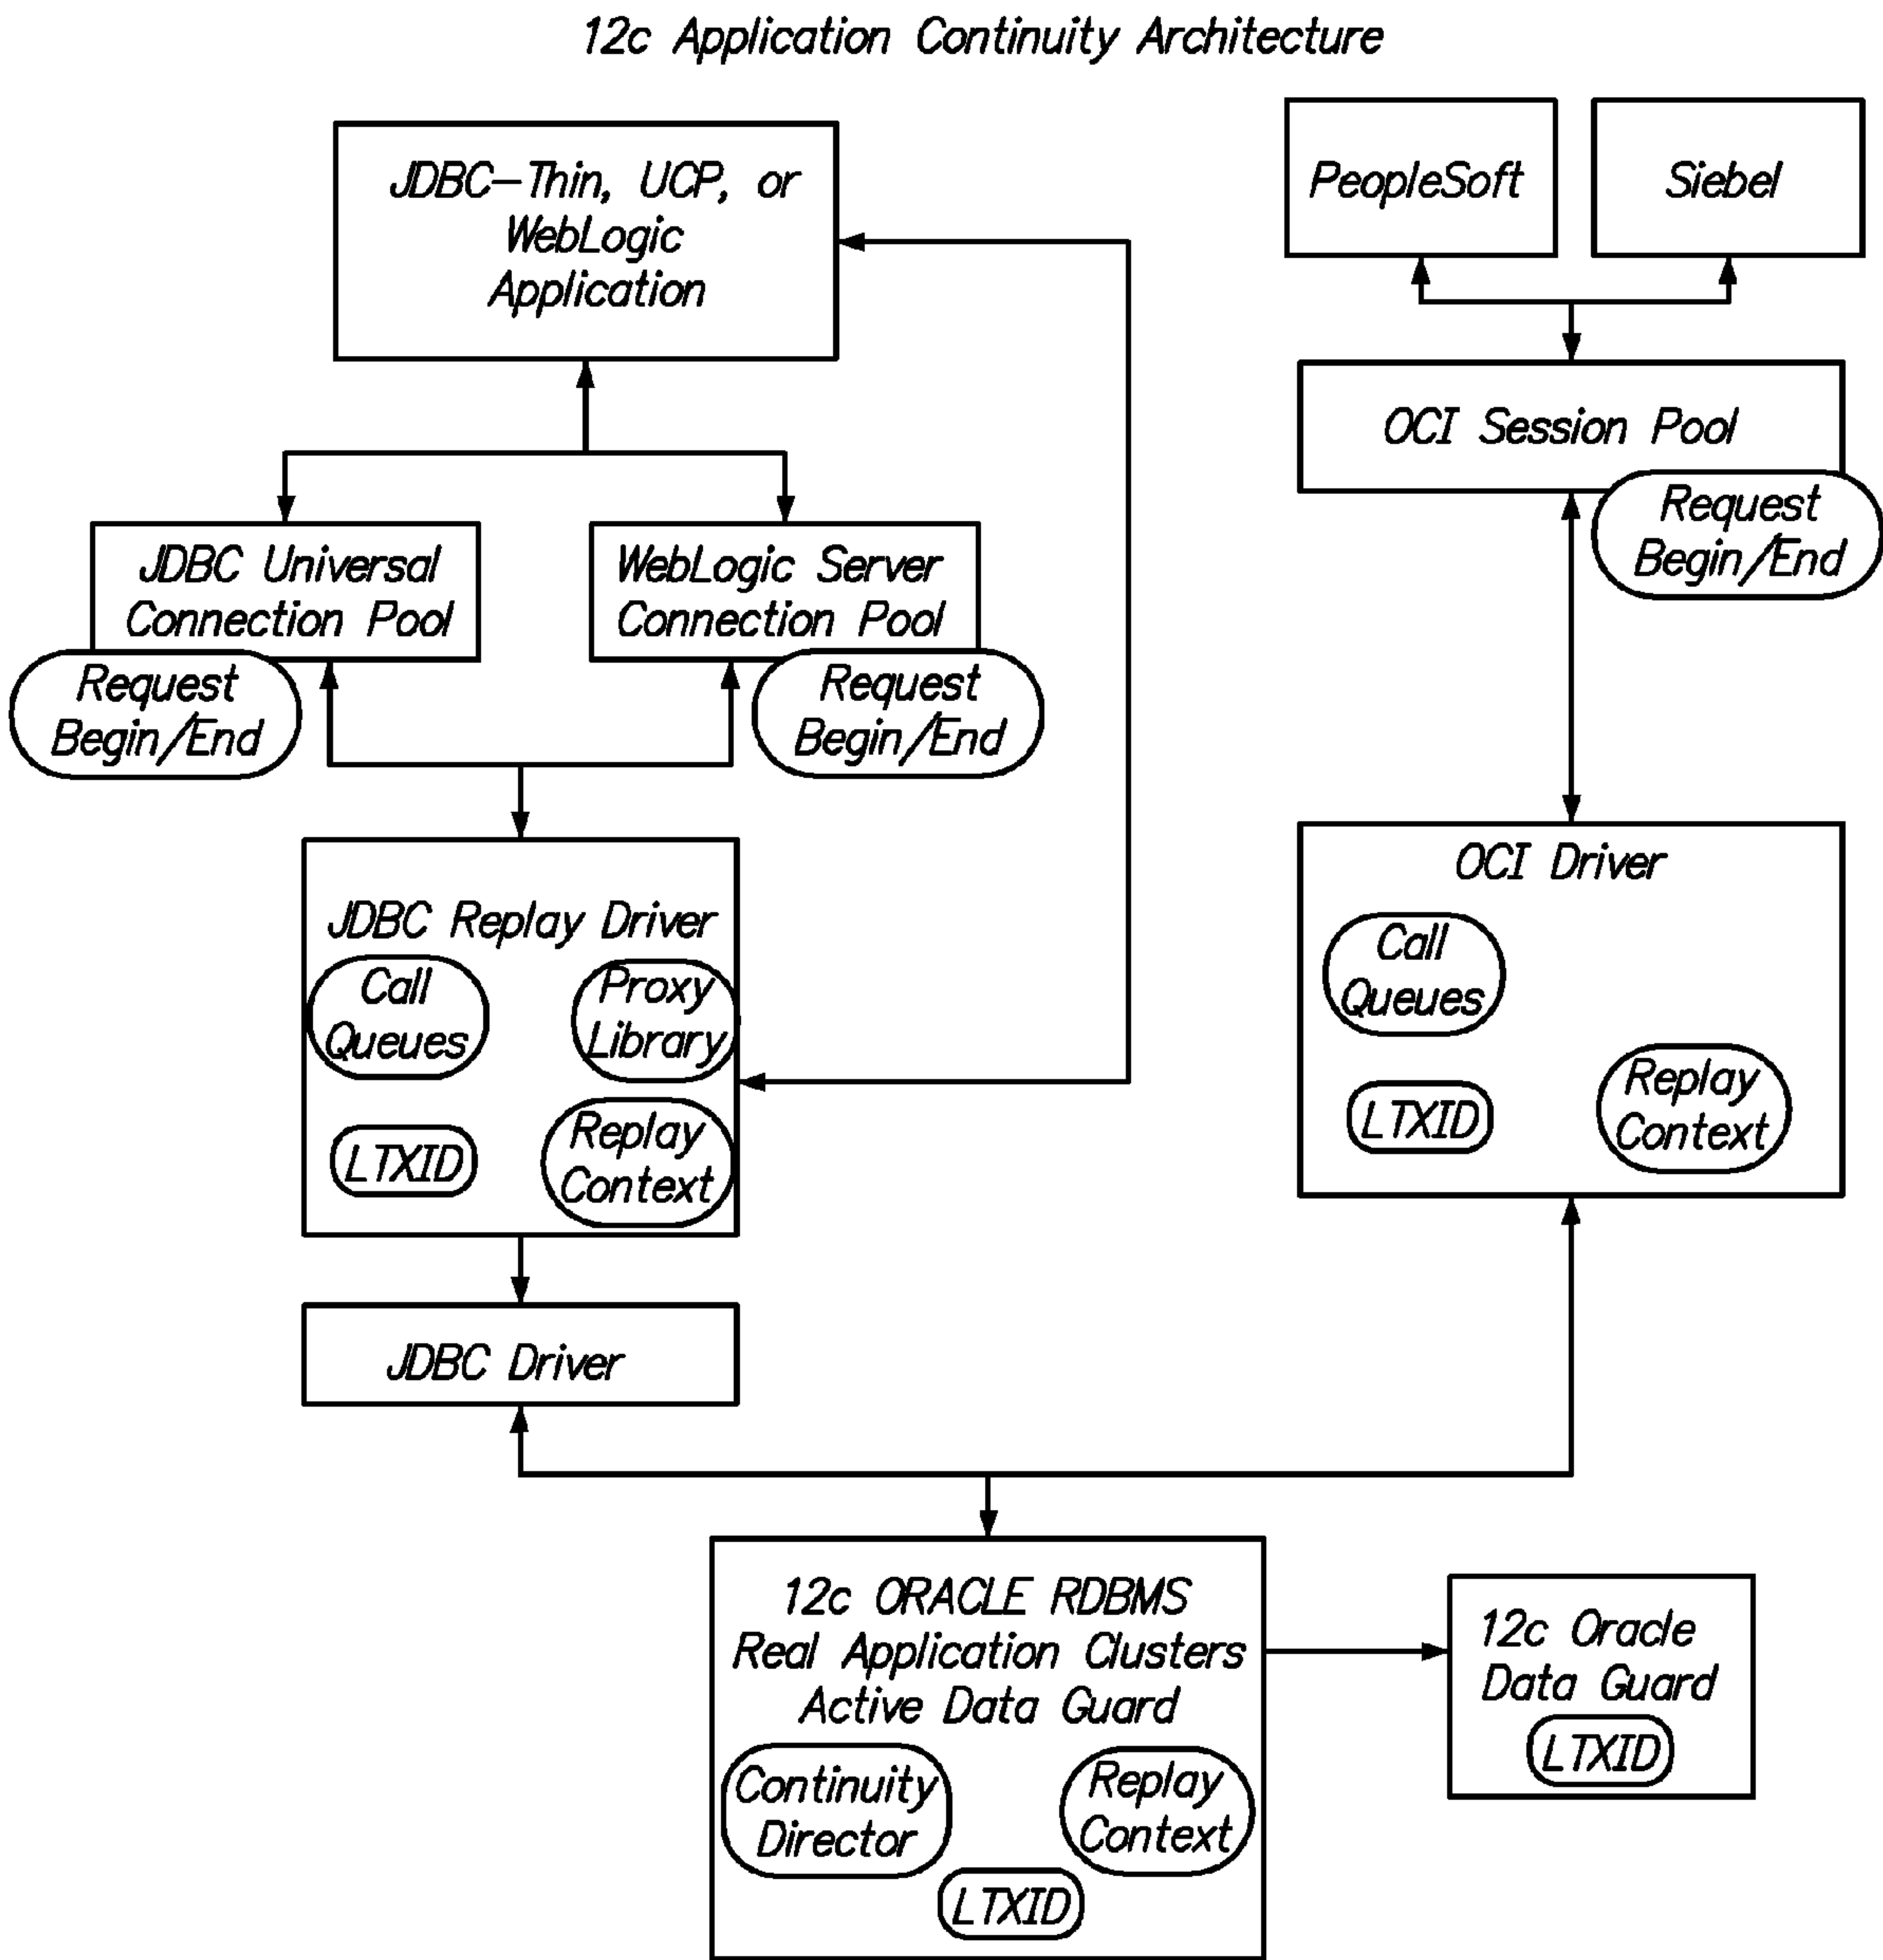 12c Application Continuity Architecture
JDBC-Thin, UCP, or
WebLogic
Application
PeopleSoft
Siebel
OCI Session Pool
Request
Begin/End
JDBC Universal
Connection Pool
Request
Begin/End
WebLogic Server
Connection Pool
Request
Begin/End
JDBC Replay Driver
Call
Queues
Proxy
Library
LTXID
Replay
Context
OCI Driver
Call
Queues
LTXID
Replay
Context
JDBC Driver
12c ORACLE RDBMS
Real Application Clusters
Active Data Guard
Continuity
Director
Replay
Context
LTXID
12c Oracle
Data Guard
LTXID